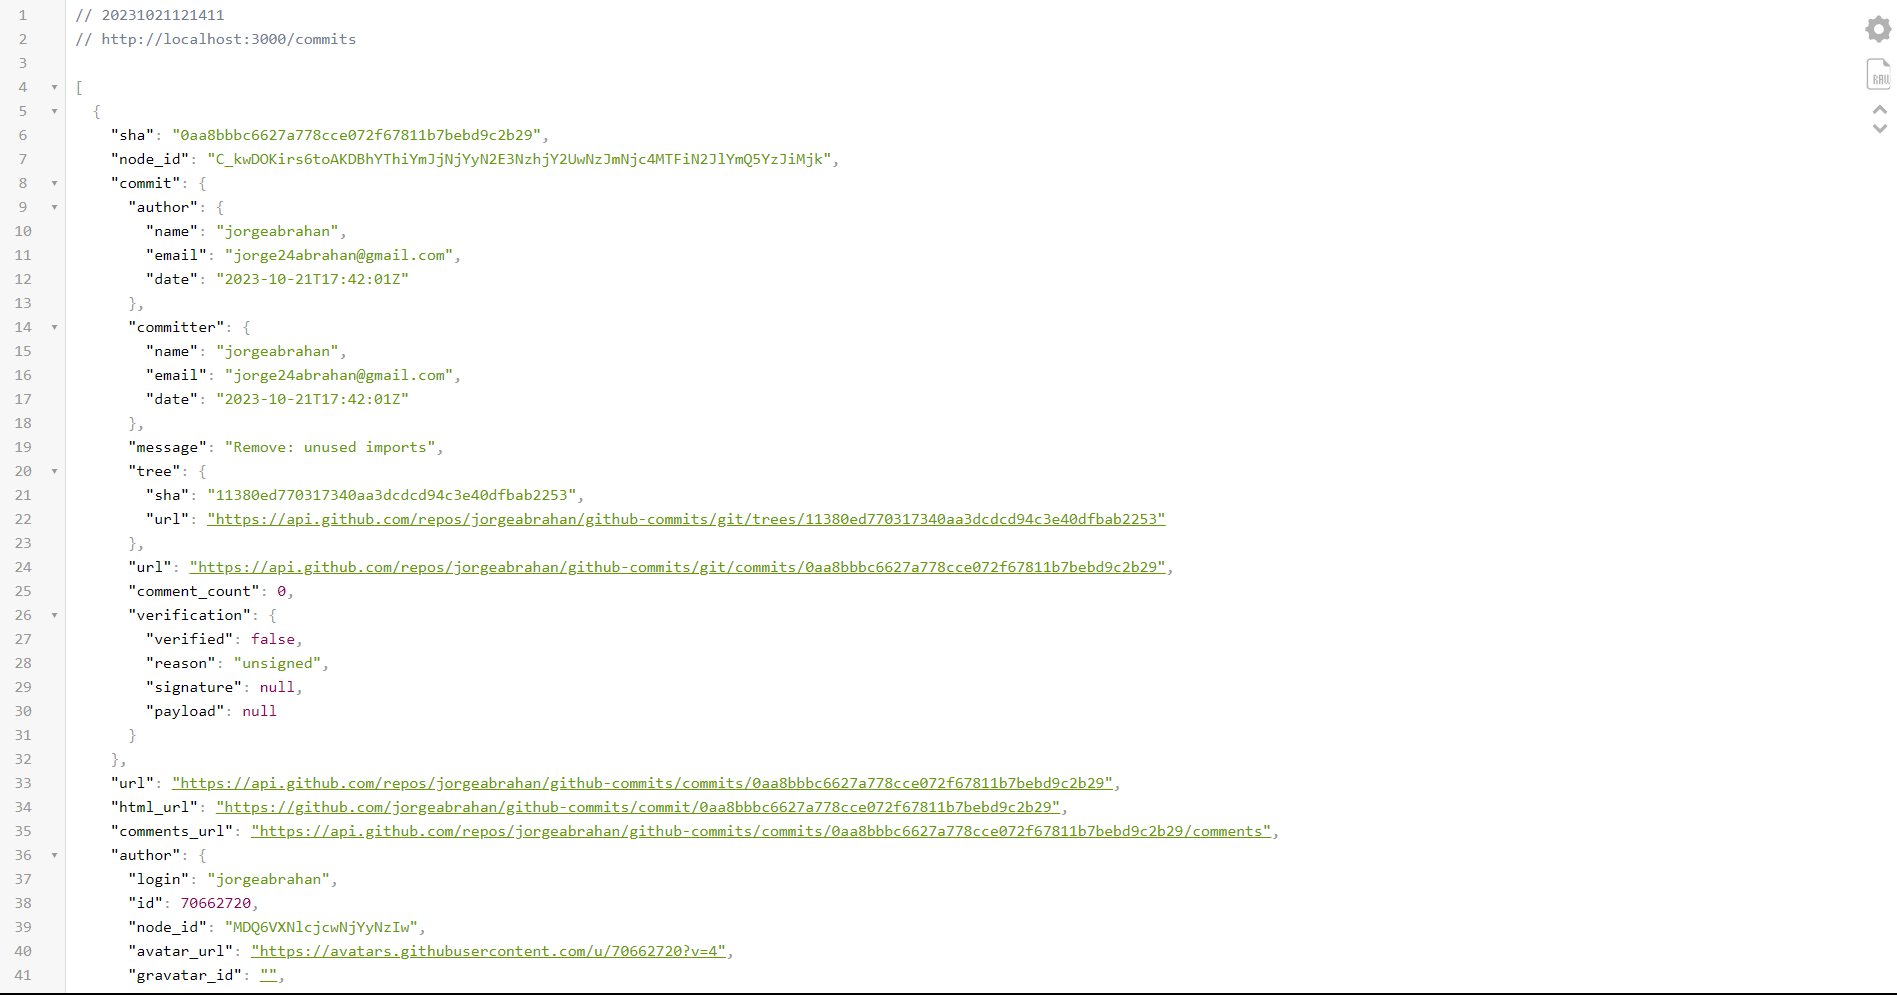 1 // 20231021121411
2 // http://localhost:3000/commits
3
4 [
5 {
6 "sha": "0aa8bbbc6627a778cce072f67811b7bebd9c2b29",
7 "node_id": "C_kwDOKirs6toAKDBhYThiYmJjNjYyN2E3NzhjY2UwNzJmNjc4MTFiN2JlYmQ5YzJiMjk",
8 "commit": {
9 "author": {
10 "name": "jorgeabrahan",
11 "email": "jorge24abrahan@gmail.com",
12 "date": "2023-10-21T17:42:01Z"
13 },
14 "committer": {
15 "name": "jorgeabrahan",
16 "email": "jorge24abrahan@gmail.com",
17 "date": "2023-10-21T17:42:01Z"
18 },
19 "message": "Remove: unused imports",
20 "tree": {
21 "sha": "11380ed770317340aa3dcdcd94c3e40dfbab2253",
22 "url": "https://api.github.com/repos/jorgeabrahan/github-commits/git/trees/11380ed770317340aa3dcdcd94c3e40dfbab2253"
23 },
24 "url": "https://api.github.com/repos/jorgeabrahan/github-commits/git/commits/0aa8bbbc6627a778cce072f67811b7bebd9c2b29",
25 "comment_count": 0,
26 "verification": {
27 "verified": false,
28 "reason": "unsigned",
29 "signature": null,
30 "payload": null
31 }
32 },
33 "url": "https://api.github.com/repos/jorgeabrahan/github-commits/commits/0aa8bbbc6627a778cce072f67811b7bebd9c2b29",
34 "html_url": "https://github.com/jorgeabrahan/github-commits/commit/0aa8bbbc6627a778cce072f67811b7bebd9c2b29",
35 "comments_url": "https://api.github.com/repos/jorgeabrahan/github-commits/commits/0aa8bbbc6627a778cce072f67811b7bebd9c2b29/comments",
36 "author": {
37 "login": "jorgeabrahan",
38 "id": 70662720,
39 "node_id": "MDQ6VXNlcjcwNjYyNzIw",
40 "avatar_url": "https://avatars.githubusercontent.com/u/70662720?v=4",
41 "gravatar_id": "",
RAW